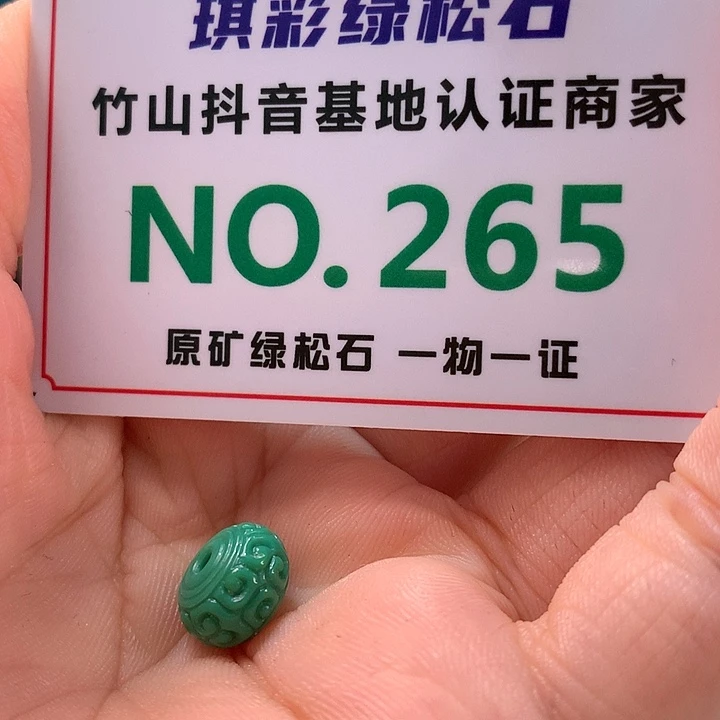 琪彩绿松石
竹山抖音基地认证商家
NO.265
原矿绿松石 一物一证